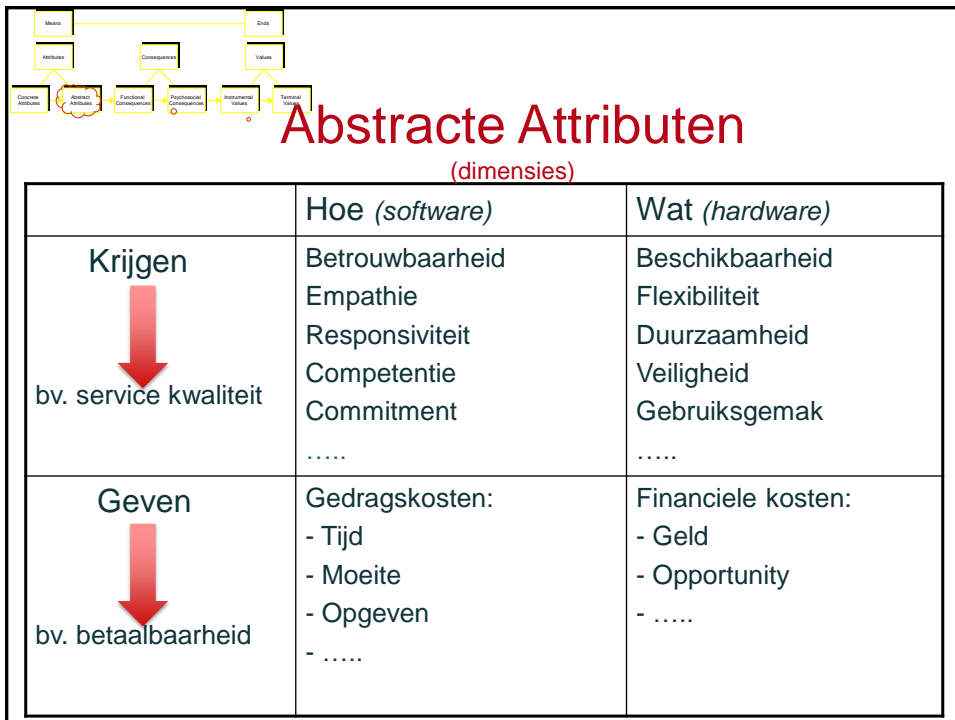 Means
Ends
Attributes
Consequences
Values
Concrete
Attributes
Abstract
Attributes
Functional
Consequences
Psychosocial
Consequences
Instrumental
Values
Terminal
Values
Abstracte Attributen
(dimensies)
Hoe (software)
Wat (hardware)
Krijgen
bv. service kwaliteit
Betrouwbaarheid
Empathie
Responsiviteit
Competentie
Commitment
…..
Beschikbaarheid
Flexibiliteit
Duurzaamheid
Veiligheid
Gebruiksgemak
…..
Geven
bv. betaalbaarheid
Gedragskosten:
- Tijd
- Moeite
- Opgeven
- …..
Financiele kosten:
- Geld
- Opportunity
- …..